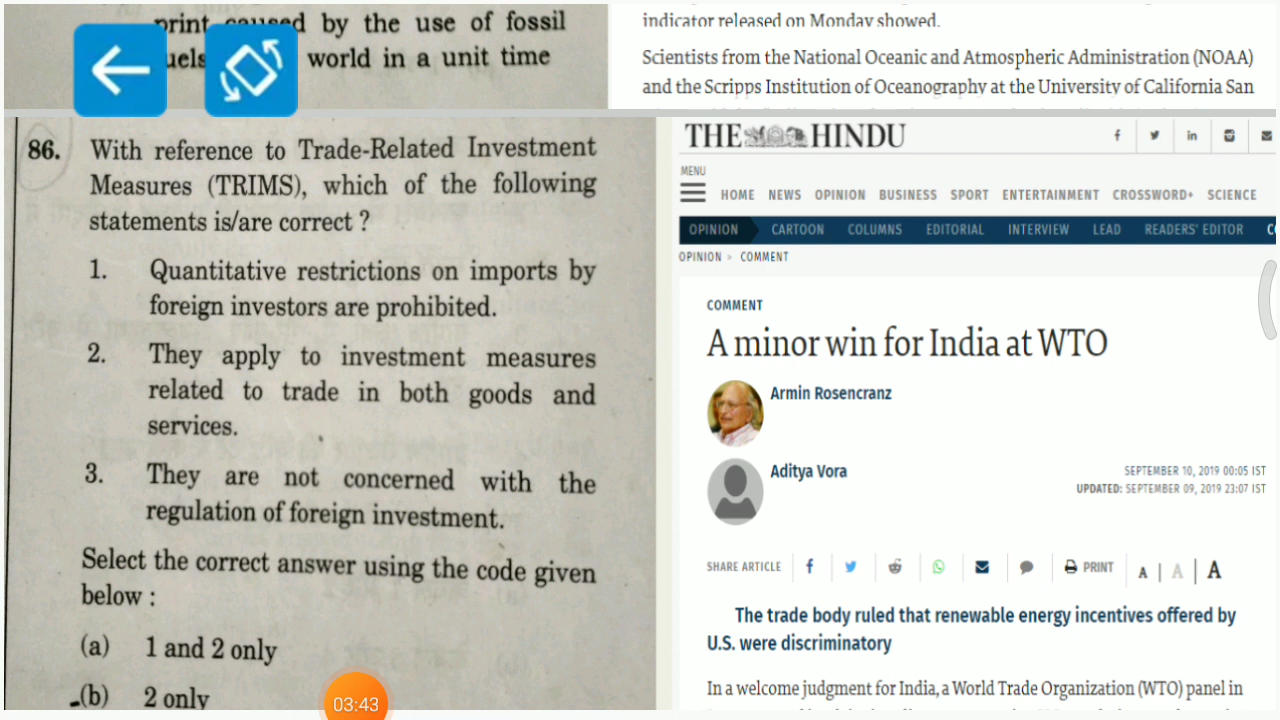 print caused by the use of fossil
uels world in a unit time
86. With reference to Trade-Related Investment
Measures (TRIMS), which of the following
statements is/are correct ?
1. Quantitative restrictions on imports by
foreign investors are prohibited.
2. They apply to investment measures
related to trade in both goods and
services.
3. They are not concerned with the
regulation of foreign investment.
Select the correct answer using the code given
below :
(a) 1 and 2 only
(b) 2 only
03:43
indicator released on Monday showed.
Scientists from the National Oceanic and Atmospheric Administration (NOAA)
and the Scripps Institution of Oceanography at the University of California San
THE HINDU
MENU
HOME NEWS OPINION BUSINESS SPORT ENTERTAINMENT CROSSWORD+ SCIENCE
OPINION CARTOON COLUMNS EDITORIAL INTERVIEW LEAD READERS' EDITOR CO
OPINION > COMMENT
COMMENT
A minor win for India at WTO
Armin Rosencranz
Aditya Vora
SEPTEMBER 10, 2019 00:05 IST
UPDATED: SEPTEMBER 09, 2019 23:07 IST
SHARE ARTICLE PRINT A | A | A
The trade body ruled that renewable energy incentives offered by
U.S. were discriminatory
In a welcome judgment for India, a World Trade Organization (WTO) panel in